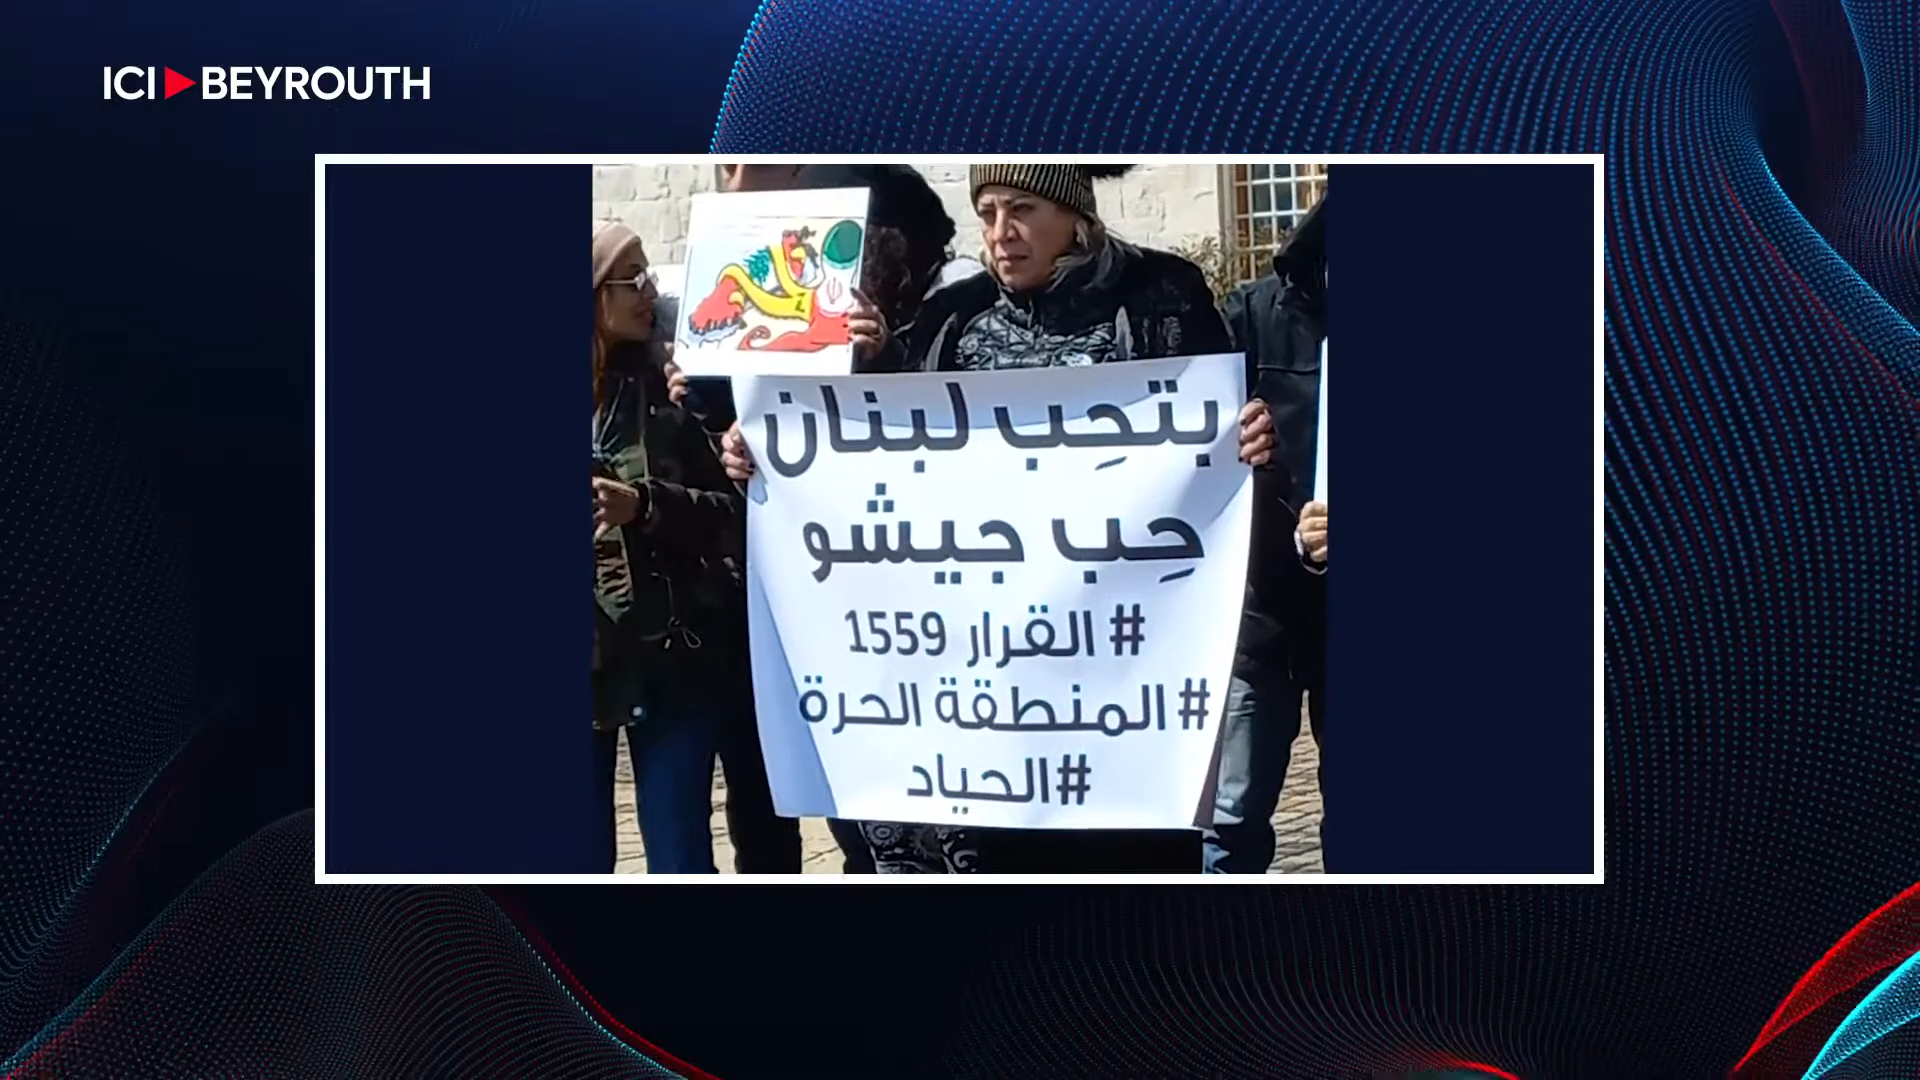 ICI BEYROUTH
بتحِب لبنان
حِب جيشو
#القرار 1559
#المنطقة الحرة
#الحياد